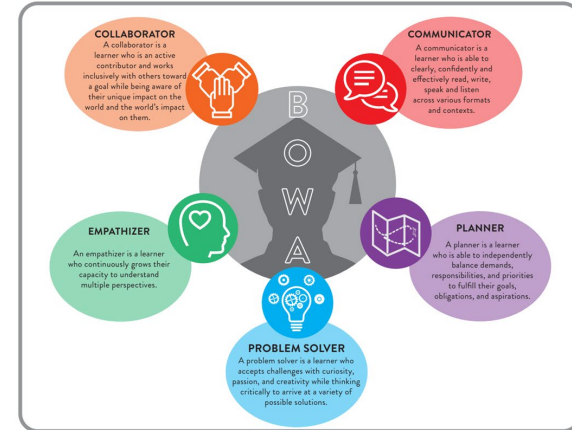 COLLABORATOR
A collaborator is a
learner who is an active
contributor and works
inclusively with others toward
a goal while being aware of
their unique impact on the
world and the world's impact
on them.
COMMUNICATOR
A communicator is a
learner who is able to
clearly, confidently and
effectively read, write,
speak and listen
across various formats
and contexts.
B
O
W
A
EMPATHIZER
An empathizer is a learner
who continuously grows their
capacity to understand
multiple perspectives.
PLANNER
A planner is a learner
who is able to independently
balance demands,
responsibilities, and priorities
to fulfill their goals,
obligations, and aspirations.
PROBLEM SOLVER
A problem solver is a learner who
accepts challenges with curiosity,
passion, and creativity while thinking
critically to arrive at a variety of
possible solutions.